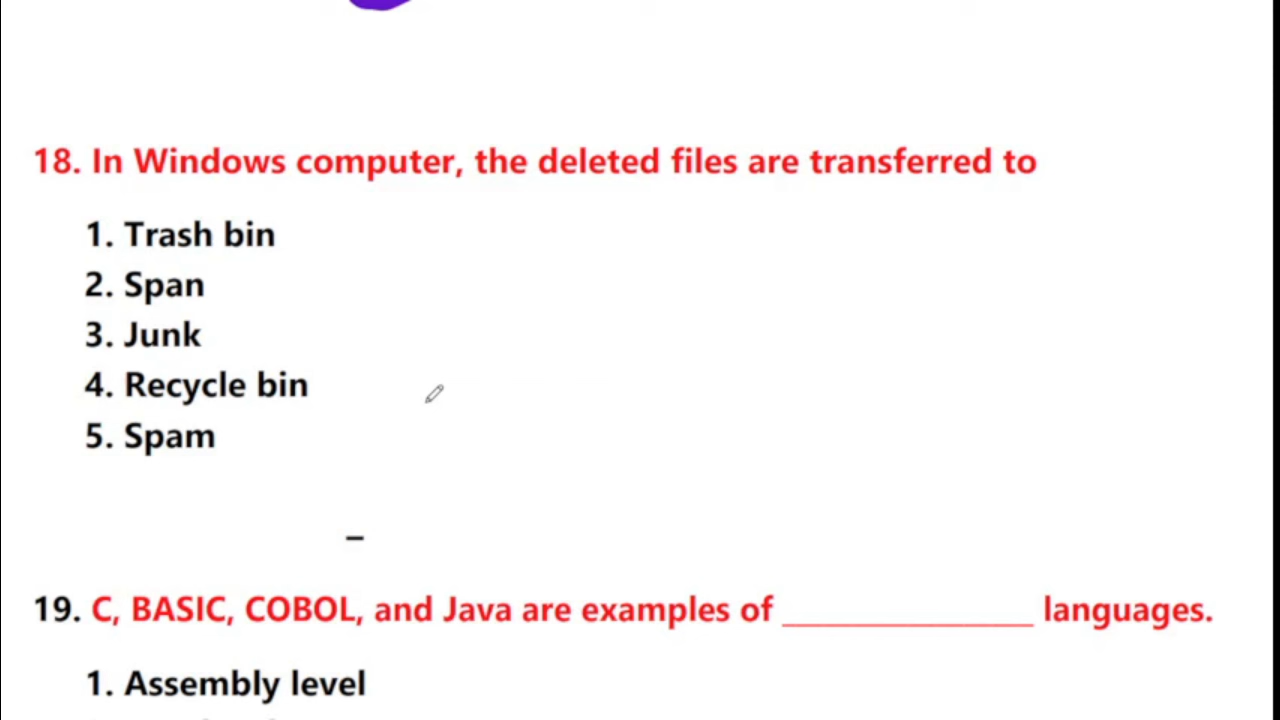 18. In Windows computer, the deleted files are transferred to
1. Trash bin
2. Span
3. Junk
4. Recycle bin
5. Spam
–
19. C, BASIC, COBOL, and Java are examples of _______________ languages.
1. Assembly level